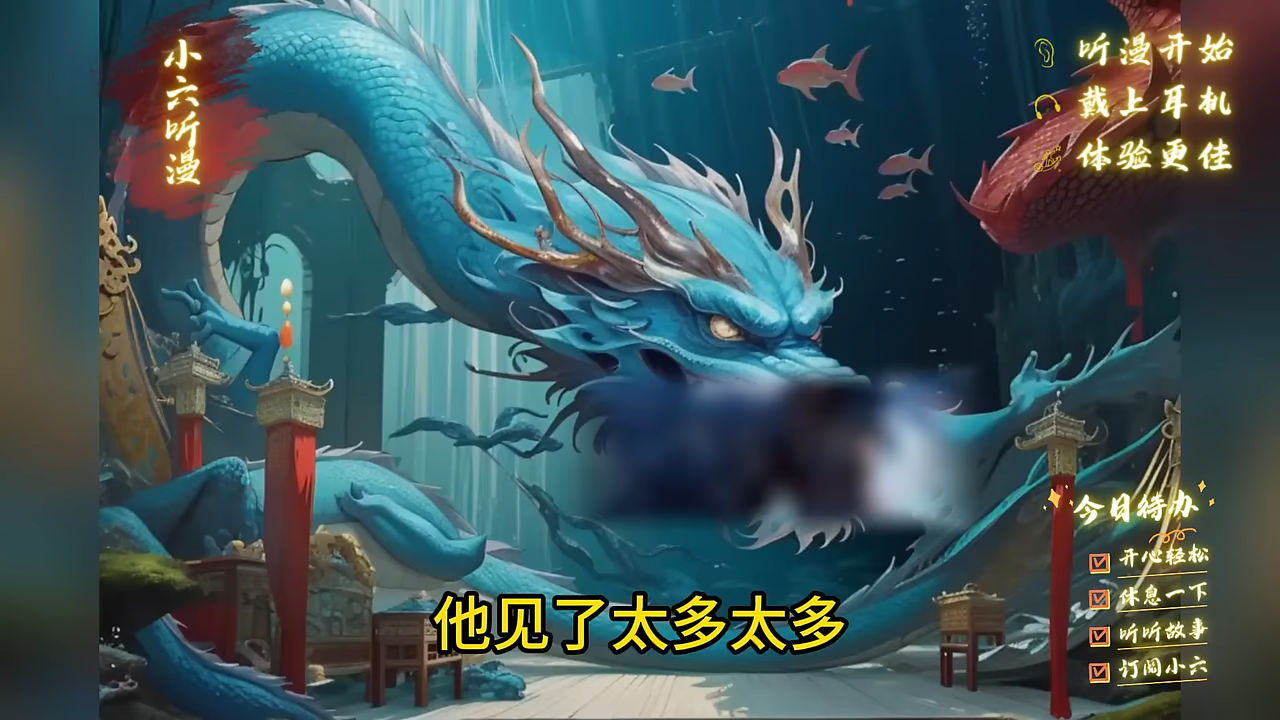 小六听漫
听漫开始
戴上耳机
体验更佳
今日待办
开心轻松
休息一下
听听故事
订阅小六
他见了太多太多